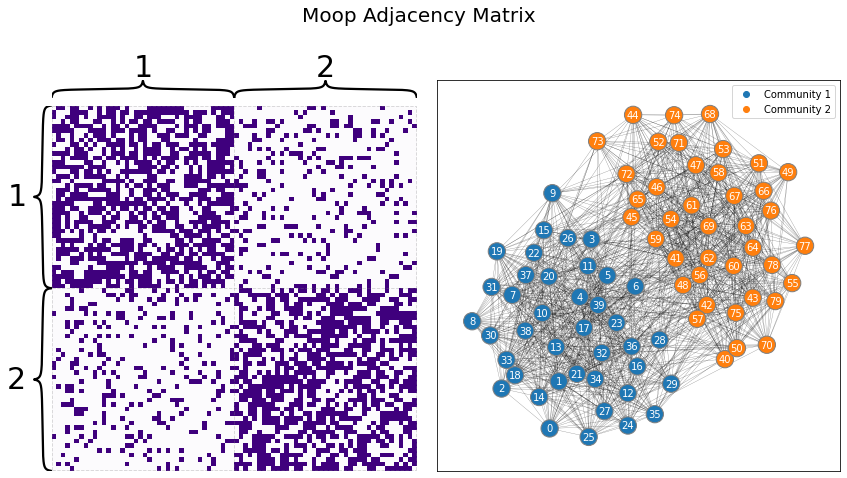 Moop Adjacency Matrix
1 2
1
2
Community 1
Community 2
44 74 68
73 52 71 53
47 51 49
72 58
9 46 67 66
65 61 76
45 54
15 69 63
26 3 59 64 77
19 22 41 62
11 60 78
37 20 5 56
31 6 48 55
7 4 43 79
39 42
10 75
8 23 57
17
30 38 28
13 36 50 70
32
33 40
16
18 21 34
1 29
2 12
14
27 35
0 24
25